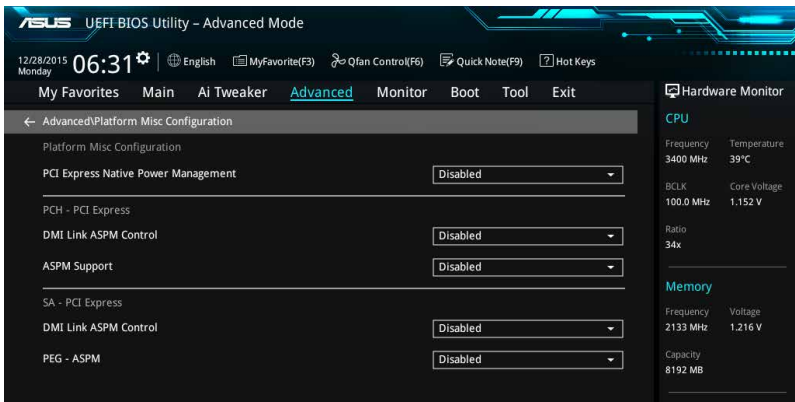 ASUS UEFI BIOS Utility – Advanced Mode
12/28/2015 Monday 06:31 English MyFavorite(F3) Qfan Control(F6) Quick Note(F9) ? Hot Keys
My Favorites Main Ai Tweaker Advanced Monitor Boot Tool Exit
← Advanced\Platform Misc Configuration
Platform Misc Configuration
PCI Express Native Power Management Disabled
PCH - PCI Express
DMI Link ASPM Control Disabled
ASPM Support Disabled
SA - PCI Express
DMI Link ASPM Control Disabled
PEG - ASPM Disabled
Hardware Monitor
CPU
Frequency Temperature
3400 MHz 39°C
BCLK Core Voltage
100.0 MHz 1.152 V
Ratio
34x
Memory
Frequency Voltage
2133 MHz 1.216 V
Capacity
8192 MB